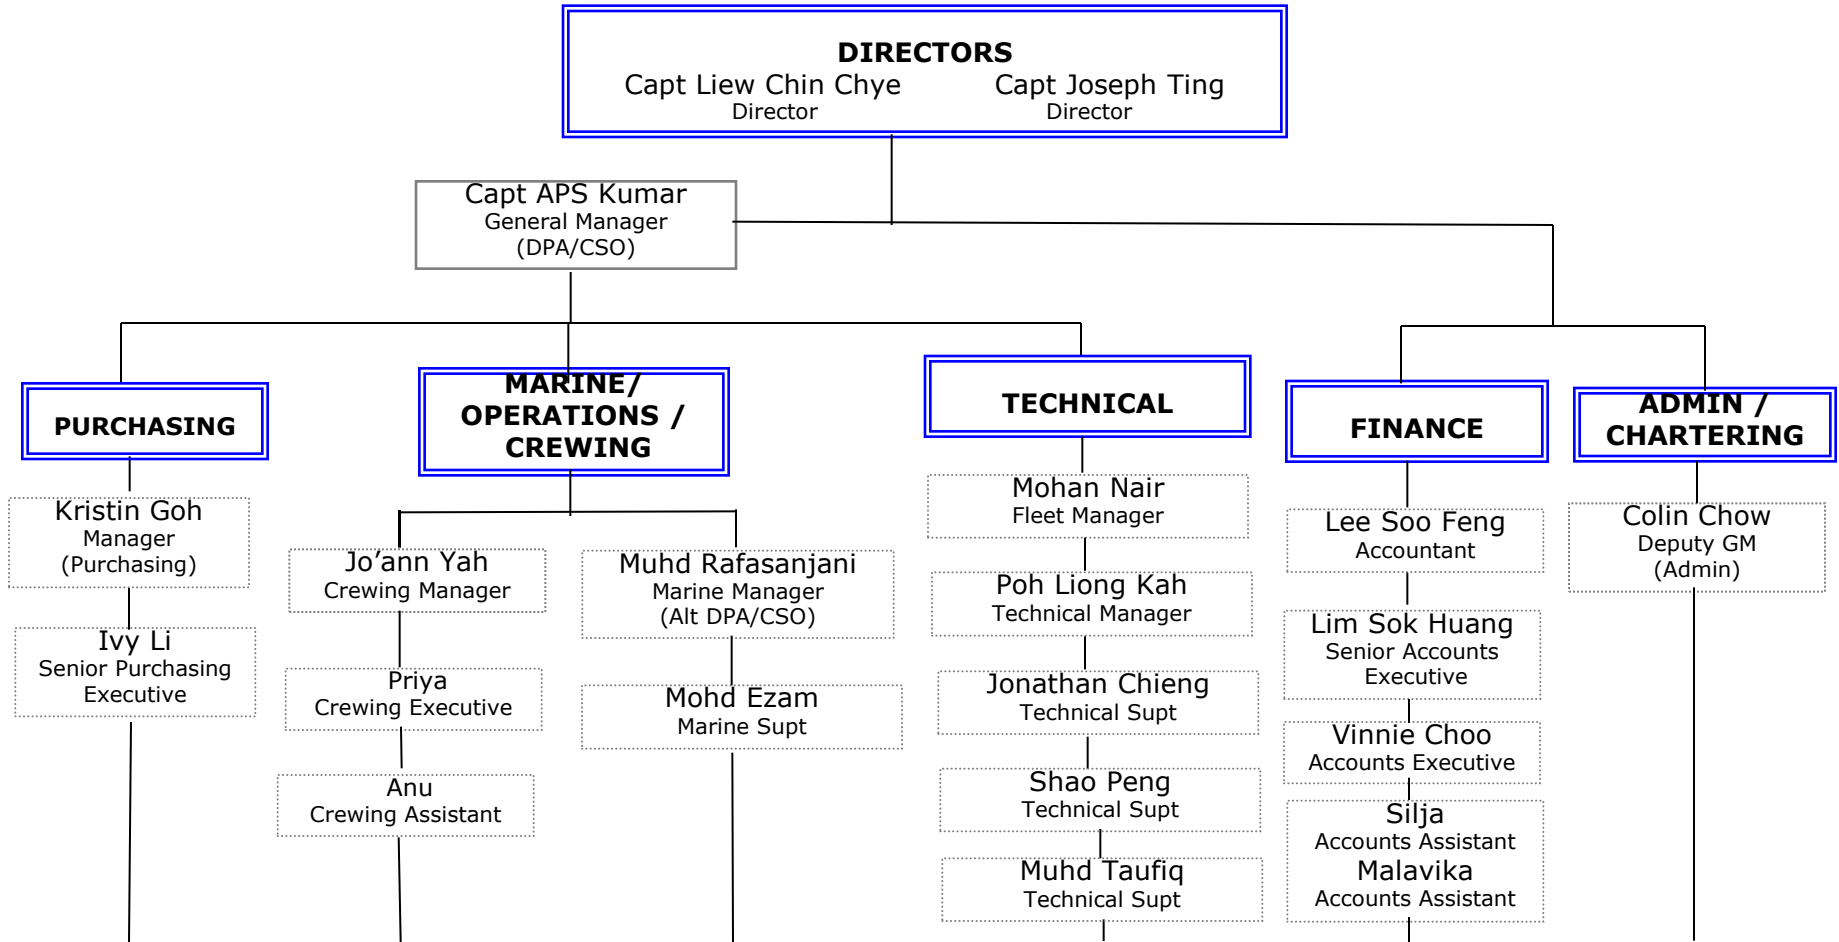 DIRECTORS
Capt Liew Chin Chye Capt Joseph Ting
Director Director
Capt APS Kumar
General Manager
(DPA/CSO)
PURCHASING
Kristin Goh
Manager
(Purchasing)
Ivy Li
Senior Purchasing
Executive
MARINE/
OPERATIONS /
CREWING
Jo’ann Yah
Crewing Manager
Priya
Crewing Executive
Anu
Crewing Assistant
Muhd Rafasanjani
Marine Manager
(Alt DPA/CSO)
Mohd Ezam
Marine Supt
TECHNICAL
Mohan Nair
Fleet Manager
Poh Liong Kah
Technical Manager
Jonathan Chieng
Technical Supt
Shao Peng
Technical Supt
Muhd Taufiq
Technical Supt
FINANCE
Lee Soo Feng
Accountant
Lim Sok Huang
Senior Accounts
Executive
Vinnie Choo
Accounts Executive
Silja
Accounts Assistant
Malavika
Accounts Assistant
ADMIN /
CHARTERING
Colin Chow
Deputy GM
(Admin)